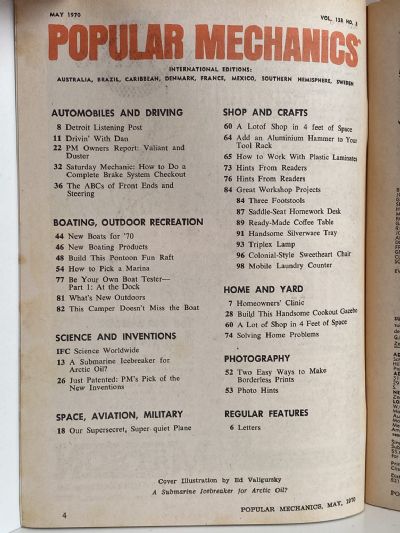 MAY 1970
VOL. 133 NO. 5
POPULAR MECHANICS
INTERNATIONAL EDITIONS:
AUSTRALIA, BRAZIL, CARIBBEAN, DENMARK, FRANCE, MEXICO, SOUTHERN HEMISPHERE, SWEDEN
AUTOMOBILES AND DRIVING
8 Detroit Listening Post
11 Drivin' With Dan
22 PM Owners Report: Valiant and
Duster
32 Saturday Mechanic: How to Do a
Complete Brake System Checkout
36 The ABCs of Front Ends and
Steering
BOATING, OUTDOOR RECREATION
44 New Boats for '70
46 New Boating Products
48 Build This Pontoon Fun Raft
54 How to Pick a Marina
77 Be Your Own Boat Tester—
Part 1: At the Dock
81 What's New Outdoors
82 This Camper Doesn't Miss the Boat
SCIENCE AND INVENTIONS
IFC Science Worldwide
13 A Submarine Icebreaker for
Arctic Oil?
26 Just Patented: PM's Pick of the
New Inventions
SPACE, AVIATION, MILITARY
18 Our Supersecret, Super quiet Plane
SHOP AND CRAFTS
60 A Lotof Shop in 4 feet of Space
64 Add an Aluminium Hammer to Your
Tool Rack
65 How to Work With Plastic Laminates
73 Hints From Readers
76 Hints From Readers
84 Great Workshop Projects
84 Three Footstools
87 Saddle-Seat Homework Desk
89 Ready-Made Coffee Table
91 Handsome Silverware Tray
93 Triplex Lamp
96 Colonial-Style Sweetheart Chair
98 Mobile Laundry Counter
HOME AND YARD
7 Homeowners' Clinic
28 Build This Handsome Cookout Gazebo
60 A Lot of Shop in 4 Feet of Space
74 Solving Home Problems
PHOTOGRAPHY
52 Two Easy Ways to Make
Borderless Prints
53 Photo Hints
REGULAR FEATURES
6 Letters
Cover Illustration by Ed Valigursky
A Submarine Icebreaker for Arctic Oil?
4
POPULAR MECHANICS, MAY, 1970